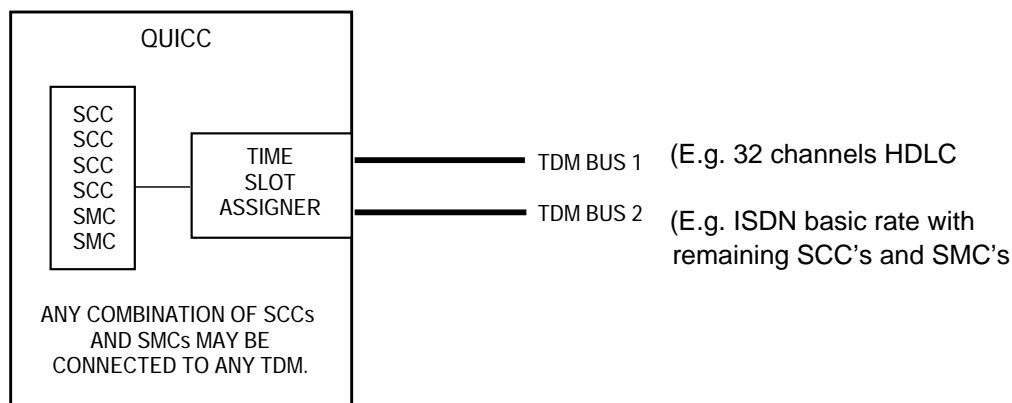 QUICC
SCC
SCC
SCC
SCC
SMC
SMC
TIME
SLOT
ASSIGNER
TDM BUS 1
(E.g. 32 channels HDLC
TDM BUS 2
(E.g. ISDN basic rate with
remaining SCC's and SMC's
ANY COMBINATION OF SCCs
AND SMCs MAY BE
CONNECTED TO ANY TDM.